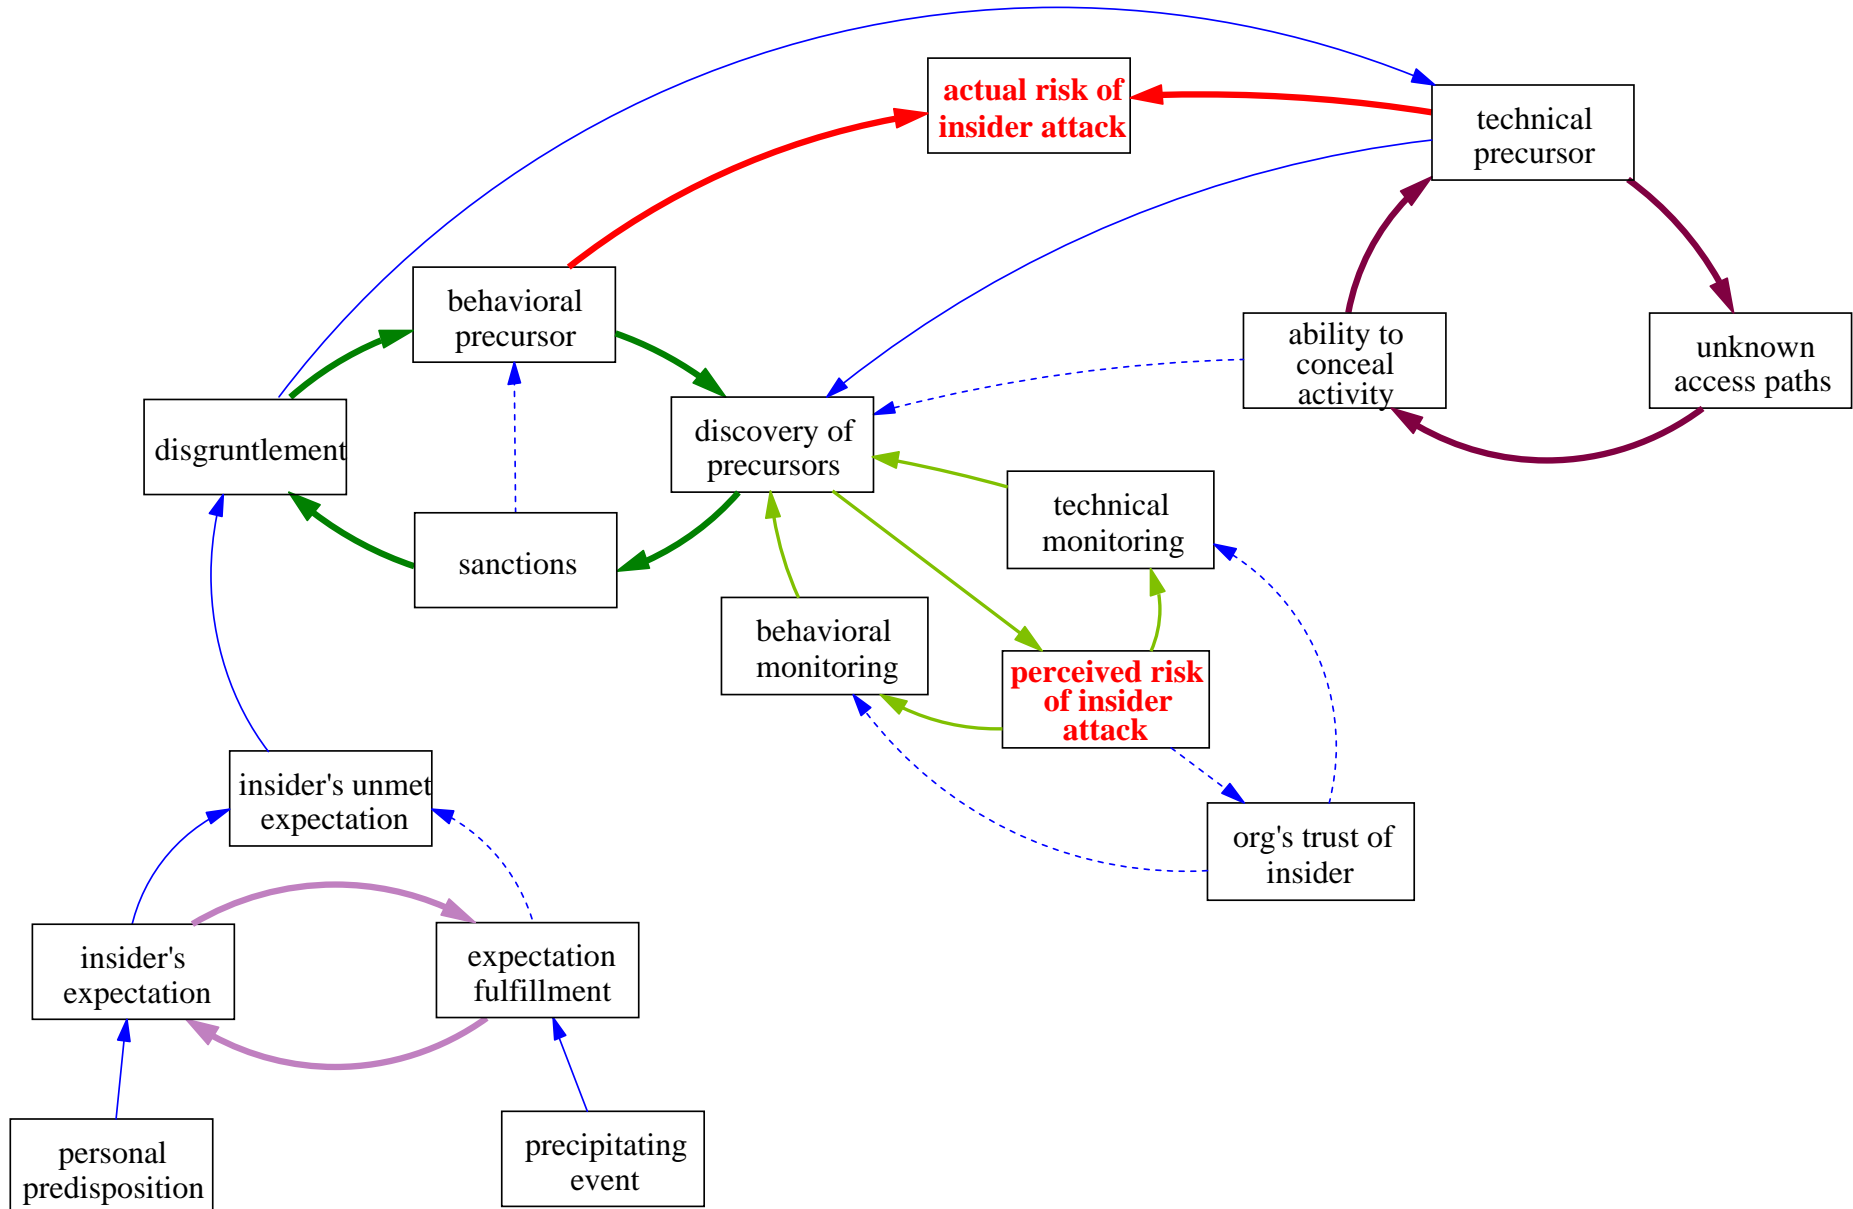 actual risk of
insider attack
technical
precursor
behavioral
precursor
ability to
conceal
activity
unknown
access paths
disgruntlement
discovery of
precursors
technical
monitoring
sanctions
behavioral
monitoring
perceived risk
of insider
attack
insider's unmet
expectation
org's trust of
insider
insider's
expectation
expectation
fulfillment
personal
predisposition
precipitating
event